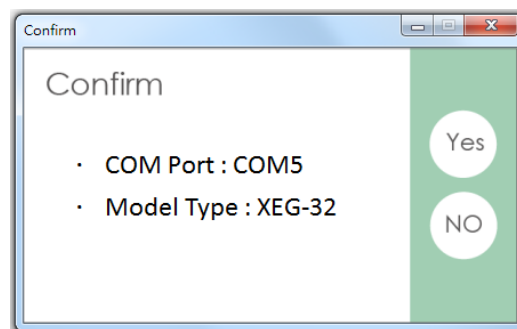 Confirm
Confirm
· COM Port : COM5
· Model Type : XEG-32
Yes
NO